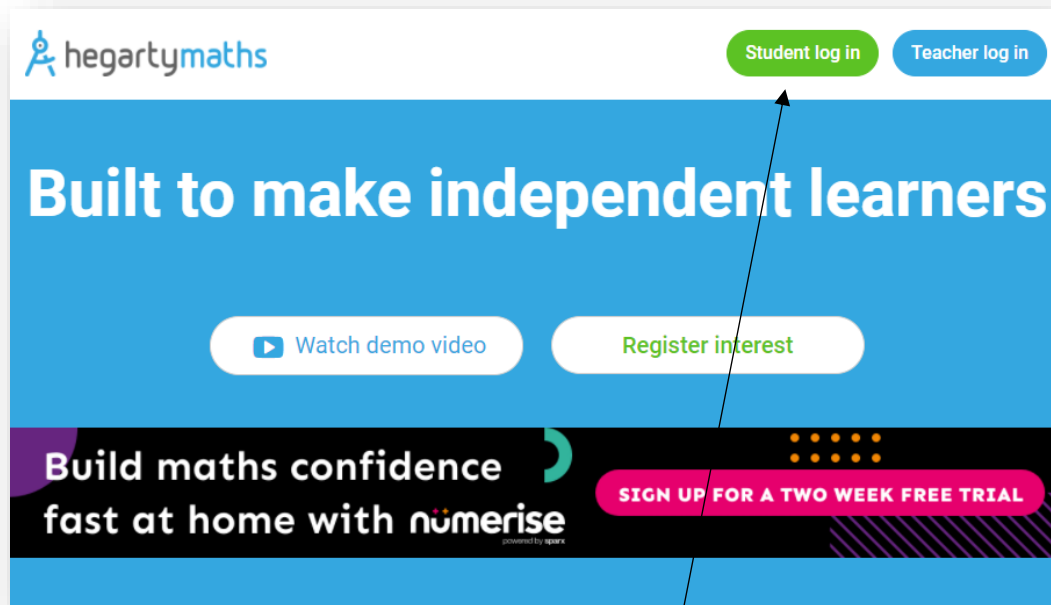 hegartymaths
Student log in
Teacher log in
Built to make independent learners
Watch demo video
Register interest
Build maths confidence
fast at home with numerise
powered by sparx
SIGN UP FOR A TWO WEEK FREE TRIAL